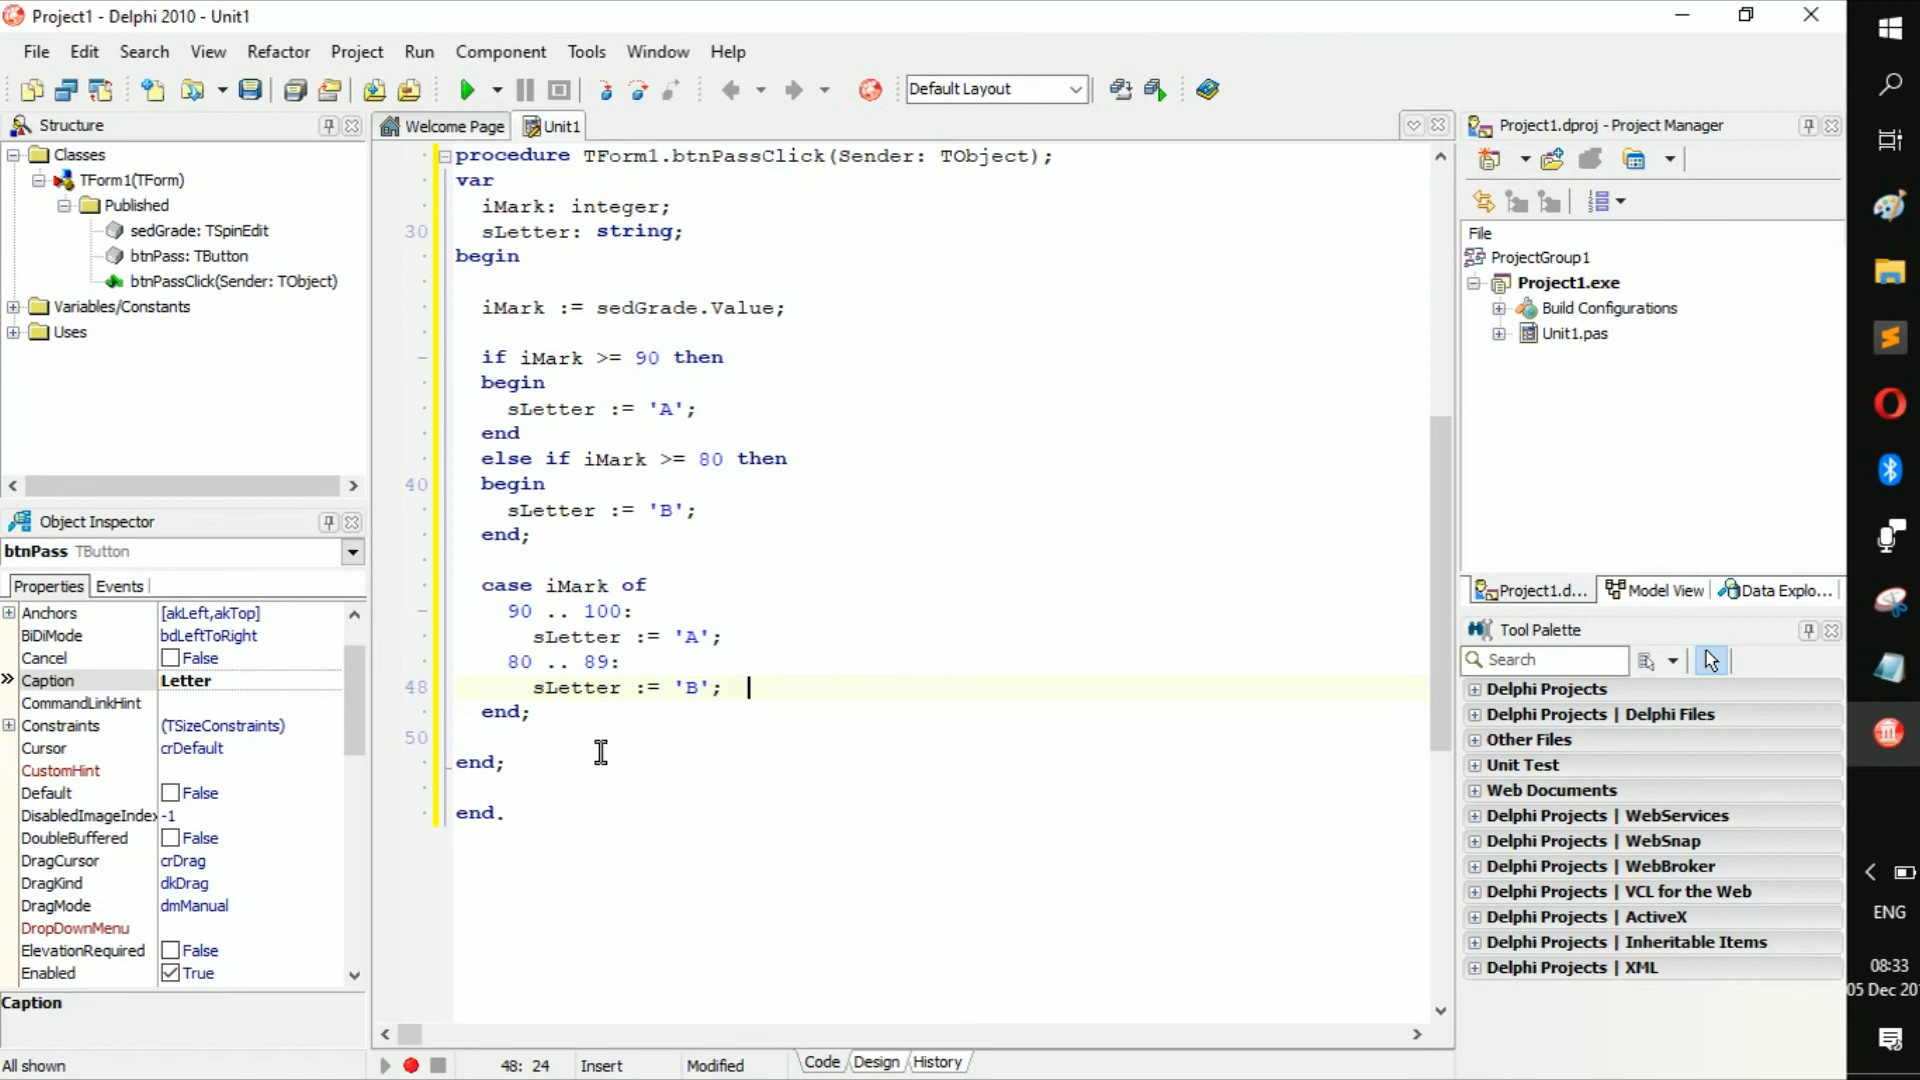 Project1 - Delphi 2010 - Unit1
File Edit Search View Refactor Project Run Component Tools Window Help
Default Layout
Structure
Classes
TForm1(TForm)
Published
sedGrade: TSpinEdit
btnPass: TButton
btnPassClick(Sender: TObject)
Variables/Constants
Uses
Object Inspector
btnPass TButton
Properties Events
Anchors [akLeft,akTop]
BiDiMode bdLeftToRight
Cancel False
Caption Letter
CommandLinkHint
Constraints (TSizeConstraints)
Cursor crDefault
CustomHint
Default False
DisabledImageIndex -1
DoubleBuffered False
DragCursor crDrag
DragKind dkDrag
DragMode dmManual
DropDownMenu
ElevationRequired False
Enabled True
Caption
All shown
Welcome Page Unit1
procedure TForm1.btnPassClick(Sender: TObject);
var
iMark: integer;
30 sLetter: string;
begin
iMark := sedGrade.Value;
if iMark >= 90 then
begin
sLetter := 'A';
end
else if iMark >= 80 then
40 begin
sLetter := 'B';
end;
case iMark of
90 .. 100:
sLetter := 'A';
80 .. 89:
48 sLetter := 'B';
end;
50
end;
end.
48: 24 Insert Modified Code Design History
Project1.dproj - Project Manager
File
ProjectGroup1
Project1.exe
Build Configurations
Unit1.pas
Project1.d... Model View Data Explo...
Tool Palette
Search
Delphi Projects
Delphi Projects | Delphi Files
Other Files
Unit Test
Web Documents
Delphi Projects | WebServices
Delphi Projects | WebSnap
Delphi Projects | WebBroker
Delphi Projects | VCL for the Web
Delphi Projects | ActiveX
Delphi Projects | Inheritable Items
Delphi Projects | XML
ENG
08:33
05 Dec 20